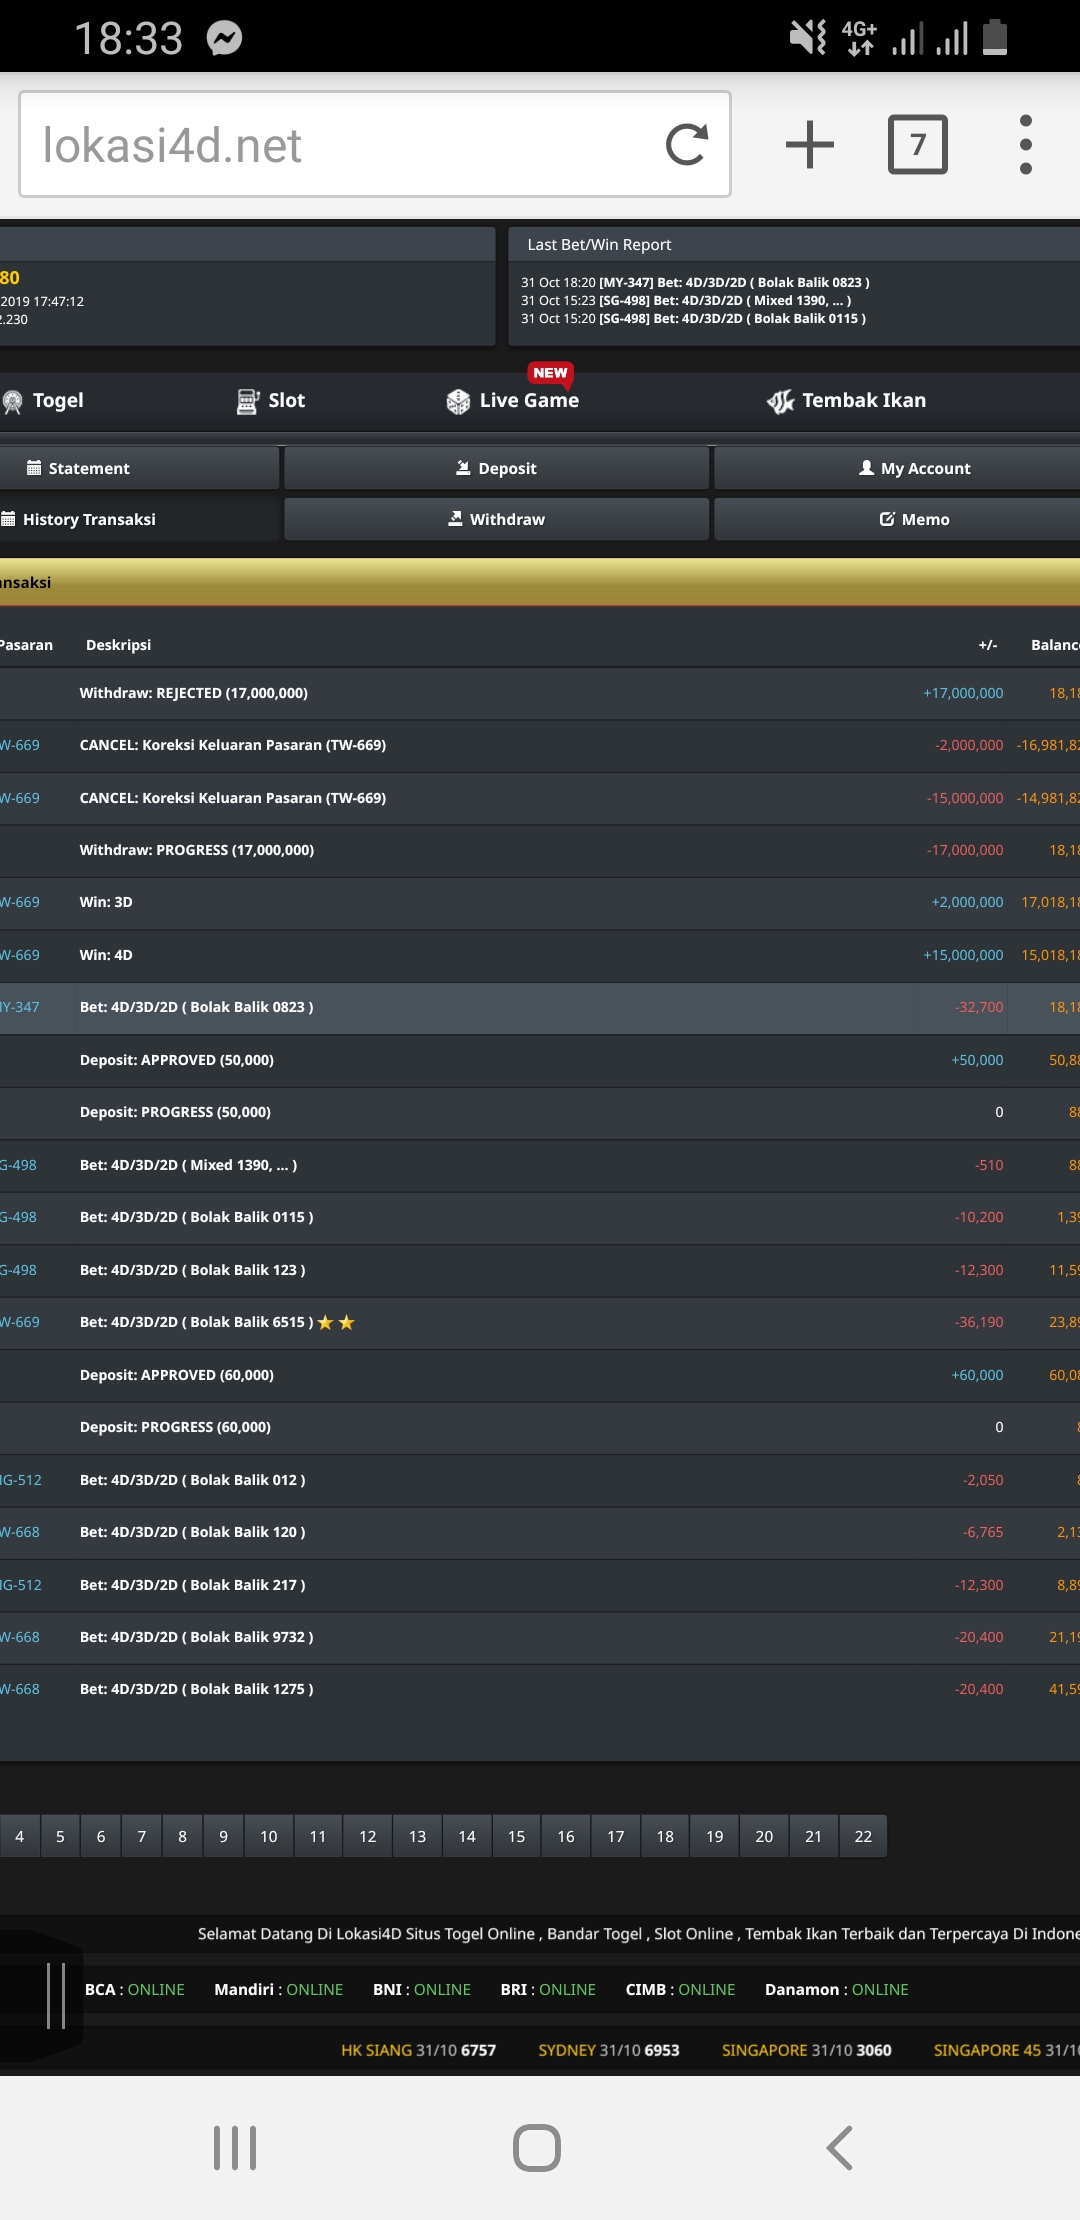 18:33
4G+
lokasi4d.net
7
Last Bet/Win Report
80
2019 17:47:12
2.230
31 Oct 18:20 [MY-347] Bet: 4D/3D/2D ( Bolak Balik 0823 )
31 Oct 15:23 [SG-498] Bet: 4D/3D/2D ( Mixed 1390, ... )
31 Oct 15:20 [SG-498] Bet: 4D/3D/2D ( Bolak Balik 0115 )
NEW
Togel Slot Live Game Tembak Ikan
Statement Deposit My Account
History Transaksi Withdraw Memo
ansaksi
Pasaran Deskripsi +/- Balanc
Withdraw: REJECTED (17,000,000) +17,000,000 18,18
W-669 CANCEL: Koreksi Keluaran Pasaran (TW-669) -2,000,000 -16,981,82
W-669 CANCEL: Koreksi Keluaran Pasaran (TW-669) -15,000,000 -14,981,82
Withdraw: PROGRESS (17,000,000) -17,000,000 18,18
W-669 Win: 3D +2,000,000 17,018,18
W-669 Win: 4D +15,000,000 15,018,18
IY-347 Bet: 4D/3D/2D ( Bolak Balik 0823 ) -32,700 18,18
Deposit: APPROVED (50,000) +50,000 50,88
Deposit: PROGRESS (50,000) 0 88
G-498 Bet: 4D/3D/2D ( Mixed 1390, ... ) -510 88
G-498 Bet: 4D/3D/2D ( Bolak Balik 0115 ) -10,200 1,39
G-498 Bet: 4D/3D/2D ( Bolak Balik 123 ) -12,300 11,59
W-669 Bet: 4D/3D/2D ( Bolak Balik 6515 ) -36,190 23,89
Deposit: APPROVED (60,000) +60,000 60,08
Deposit: PROGRESS (60,000) 0 8
IG-512 Bet: 4D/3D/2D ( Bolak Balik 012 ) -2,050 8
W-668 Bet: 4D/3D/2D ( Bolak Balik 120 ) -6,765 2,13
IG-512 Bet: 4D/3D/2D ( Bolak Balik 217 ) -12,300 8,89
W-668 Bet: 4D/3D/2D ( Bolak Balik 9732 ) -20,400 21,19
W-668 Bet: 4D/3D/2D ( Bolak Balik 1275 ) -20,400 41,59
4 5 6 7 8 9 10 11 12 13 14 15 16 17 18 19 20 21 22
Selamat Datang Di Lokasi4D Situs Togel Online , Bandar Togel , Slot Online , Tembak Ikan Terbaik dan Terpercaya Di Indone
BCA : ONLINE Mandiri : ONLINE BNI : ONLINE BRI : ONLINE CIMB : ONLINE Danamon : ONLINE
HK SIANG 31/10 6757 SYDNEY 31/10 6953 SINGAPORE 31/10 3060 SINGAPORE 45 31/10